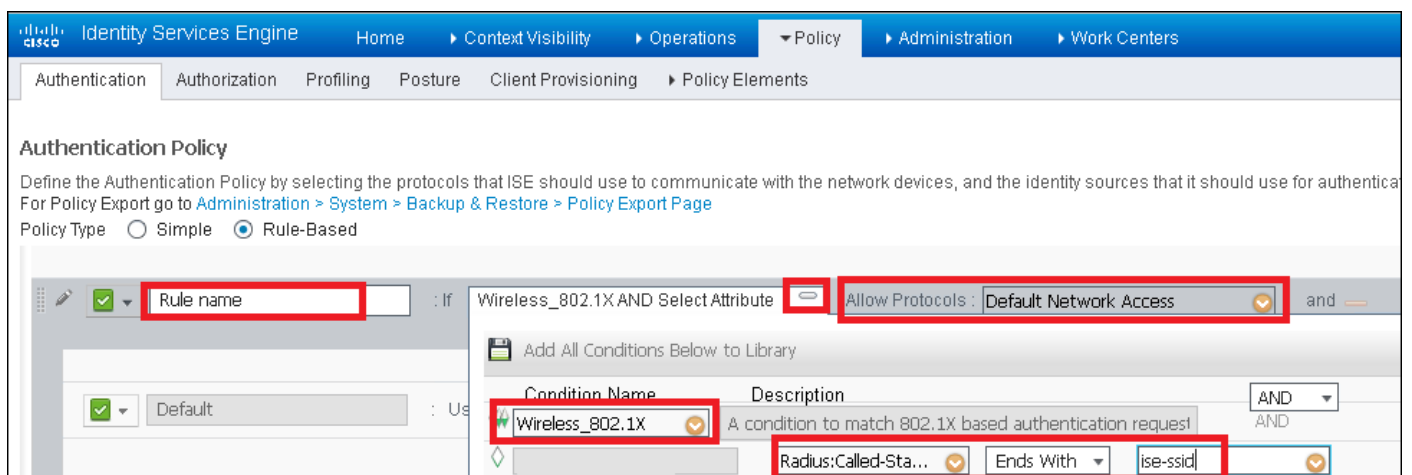 cisco Identity Services Engine Home Context Visibility Operations Policy Administration Work Centers
Authentication Authorization Profiling Posture Client Provisioning Policy Elements
Authentication Policy
Define the Authentication Policy by selecting the protocols that ISE should use to communicate with the network devices, and the identity sources that it should use for authentica
For Policy Export go to Administration > System > Backup & Restore > Policy Export Page
Policy Type Simple Rule-Based
Rule name : If Wireless_802.1X AND Select Attribute Allow Protocols : Default Network Access and
Add All Conditions Below to Library
Condition Name Description AND
Default : Us
Wireless_802.1X A condition to match 802.1X based authentication request AND
Radius:Called-Sta... Ends With ise-ssid